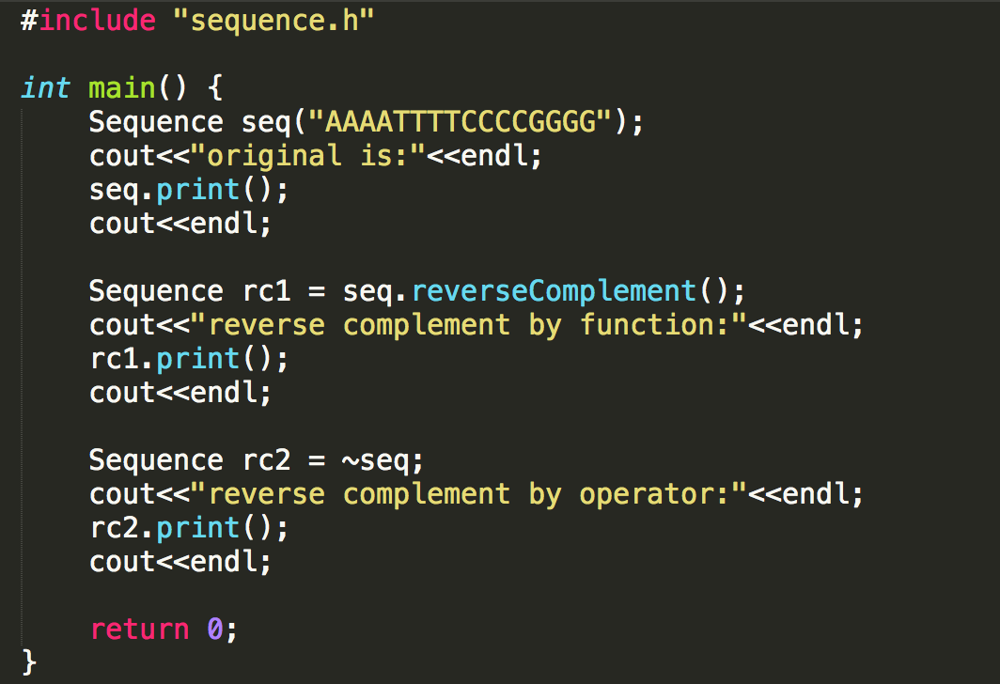 #include "sequence.h"
int main() {
Sequence seq("AAAATTTTCCCCGGGG");
cout<<"original is:"<<endl;
seq.print();
cout<<endl;
Sequence rc1 = seq.reverseComplement();
cout<<"reverse complement by function:"<<endl;
rc1.print();
cout<<endl;
Sequence rc2 = ~seq;
cout<<"reverse complement by operator:"<<endl;
rc2.print();
cout<<endl;
return 0;
}